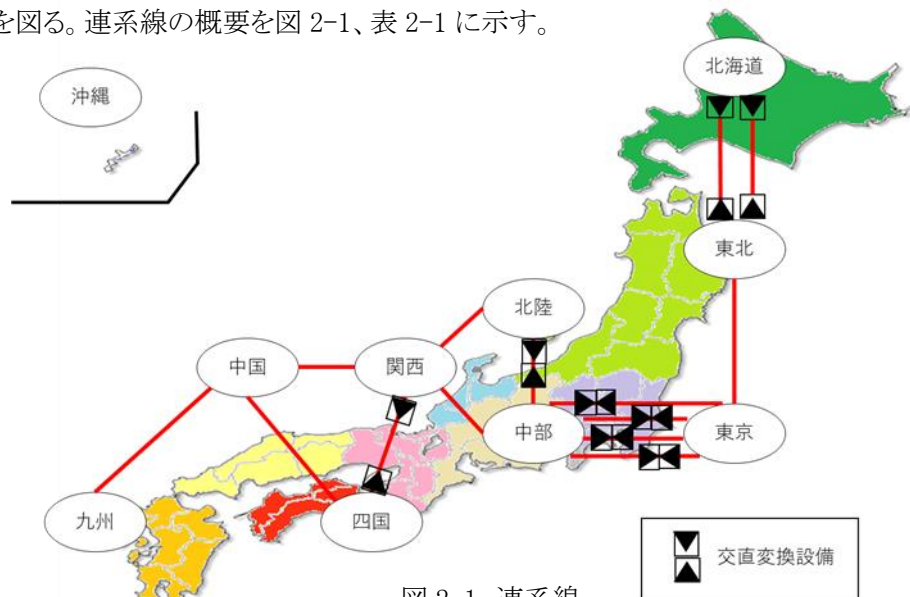 を図る。連系線の概要を図 2-1、表 2-1 に示す。
北海道
沖縄
東北
北陸
中国
関西
中部
東京
九州
四国
交直変換設備
図 2-1 連系線